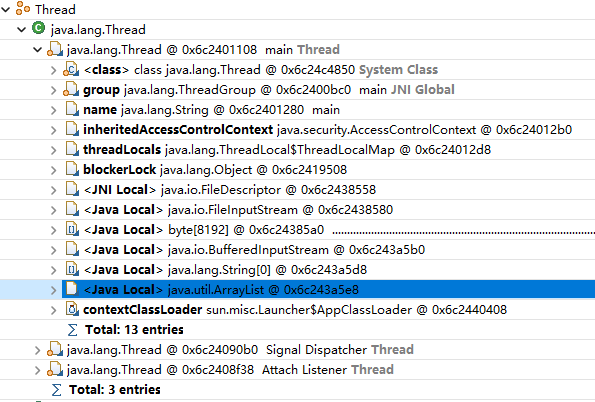 Thread
java.lang.Thread
java.lang.Thread @ 0x6c2401108 main Thread
<class> class java.lang.Thread @ 0x6c24c4850 System Class
group java.lang.ThreadGroup @ 0x6c2400bc0 main JNI Global
name java.lang.String @ 0x6c2401280 main
inheritedAccessControlContext java.security.AccessControlContext @ 0x6c24012b0
threadLocals java.lang.ThreadLocal$ThreadLocalMap @ 0x6c24012d8
blockerLock java.lang.Object @ 0x6c2419508
<JNI Local> java.io.FileDescriptor @ 0x6c2438558
<Java Local> java.io.FileInputStream @ 0x6c2438580
<Java Local> byte[8192] @ 0x6c24385a0 ................................................................................
<Java Local> java.io.BufferedInputStream @ 0x6c243a5b0
<Java Local> java.lang.String[0] @ 0x6c243a5d8
<Java Local> java.util.ArrayList @ 0x6c243a5e8
contextClassLoader sun.misc.Launcher$AppClassLoader @ 0x6c2440408
Σ Total: 13 entries
java.lang.Thread @ 0x6c24090b0 Signal Dispatcher Thread
java.lang.Thread @ 0x6c2408f38 Attach Listener Thread
Σ Total: 3 entries